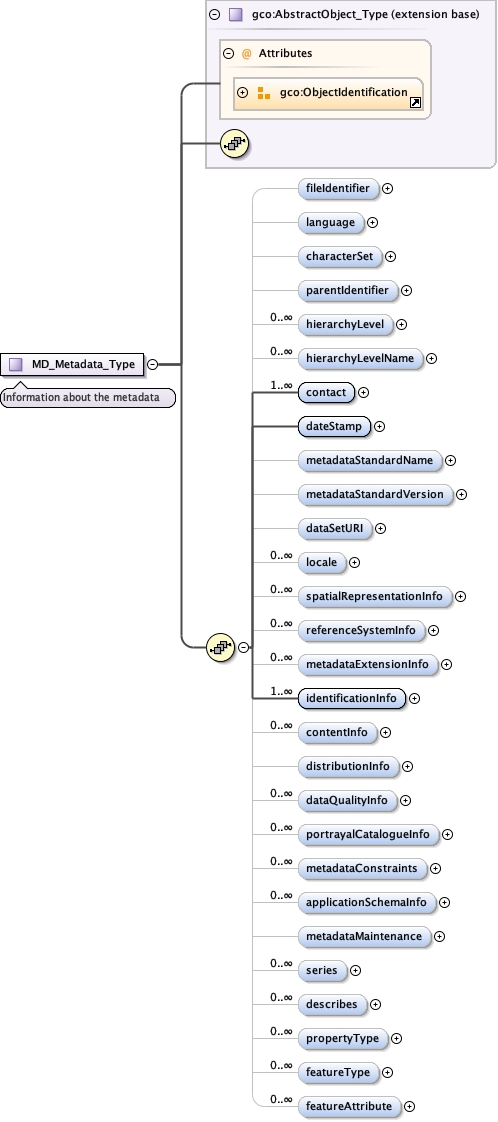 gco:AbstractObject_Type (extension base)
@ Attributes
gco:ObjectIdentification
fileIdentifier
language
characterSet
parentIdentifier
0..∞
hierarchyLevel
0..∞
hierarchyLevelName
MD_Metadata_Type
Information about the metadata
1..∞
contact
dateStamp
metadataStandardName
metadataStandardVersion
dataSetURI
0..∞
locale
0..∞
spatialRepresentationInfo
0..∞
referenceSystemInfo
0..∞
metadataExtensionInfo
1..∞
identificationInfo
0..∞
contentInfo
distributionInfo
0..∞
dataQualityInfo
0..∞
portrayalCatalogueInfo
0..∞
metadataConstraints
0..∞
applicationSchemaInfo
metadataMaintenance
0..∞
series
0..∞
describes
0..∞
propertyType
0..∞
featureType
0..∞
featureAttribute